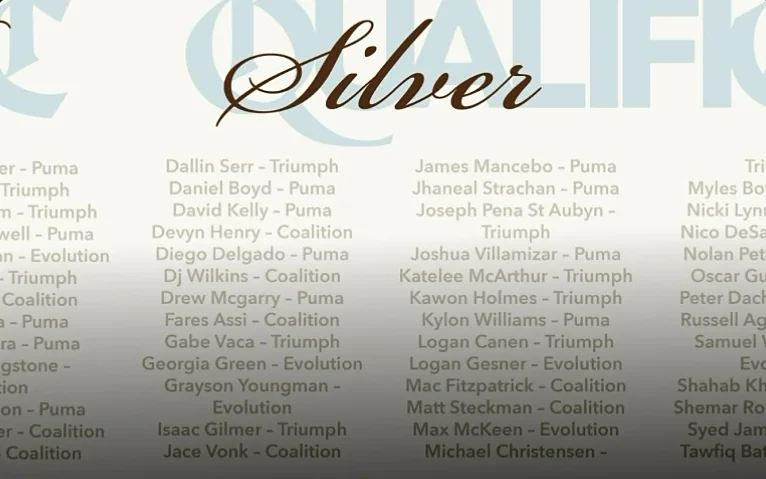 QUALIFIC
Silver
er – Puma
Triumph
m – Triumph
well – Puma
n – Evolution
– Triumph
Coalition
a – Puma
ra – Puma
gstone –
tion
on – Puma
er – Coalition
– Coalition
Dallin Serr – Triumph
Daniel Boyd – Puma
David Kelly – Puma
Devyn Henry – Coalition
Diego Delgado – Puma
Dj Wilkins – Coalition
Drew Mcgarry – Puma
Fares Assi – Coalition
Gabe Vaca – Triumph
Georgia Green – Evolution
Grayson Youngman –
Evolution
Isaac Gilmer – Triumph
Jace Vonk – Coalition
James Mancebo – Puma
Jhaneal Strachan – Puma
Joseph Pena St Aubyn –
Triumph
Joshua Villamizar – Puma
Katelee McArthur – Triumph
Kawon Holmes – Triumph
Kylon Williams – Puma
Logan Canen – Triumph
Logan Gesner – Evolution
Mac Fitzpatrick – Coalition
Matt Steckman – Coalition
Max McKeen – Evolution
Michael Christensen –
Tri
Myles Bo
Nicki Lynn
Nico DeSa
Nolan Pet
Oscar Gu
Peter Dach
Russell Ag
Samuel
Evo
Shahab Kh
Shemar Ro
Syed Jam
Tawfiq Bat